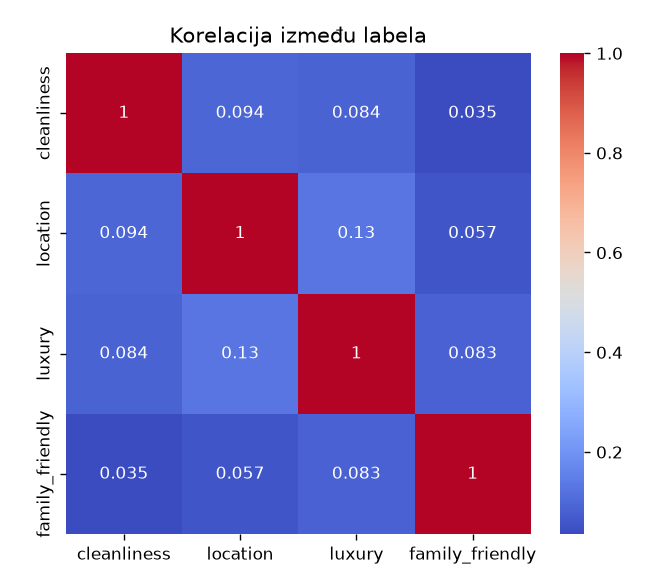 Korelacija između labela
cleanliness 1 0.094 0.084 0.035
location 0.094 1 0.13 0.057
luxury 0.084 0.13 1 0.083
family_friendly 0.035 0.057 0.083 1
cleanliness location luxury family_friendly
1.0
0.8
0.6
0.4
0.2